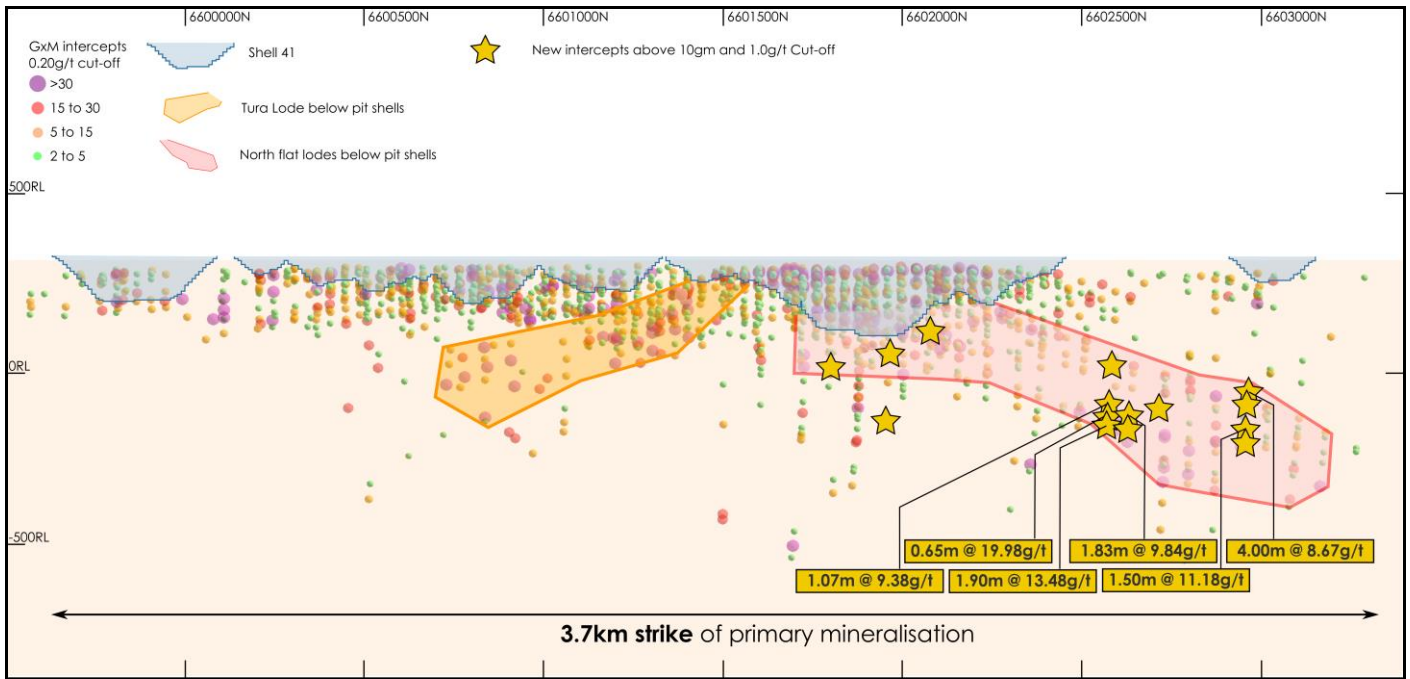 6600000N
6600500N
6601000N
6601500N
6602000N
6602500N
6603000N
GxM intercepts
0.20g/t cut-off
>30
15 to 30
5 to 15
2 to 5
Shell 41
Tura Lode below pit shells
North flat lodes below pit shells
New intercepts above 10gm and 1.0g/t Cut-off
500RL
0RL
-500RL
0.65m @ 19.98g/t
1.83m @ 9.84g/t
4.00m @ 8.67g/t
1.07m @ 9.38g/t
1.90m @ 13.48g/t
1.50m @ 11.18g/t
3.7km strike of primary mineralisation